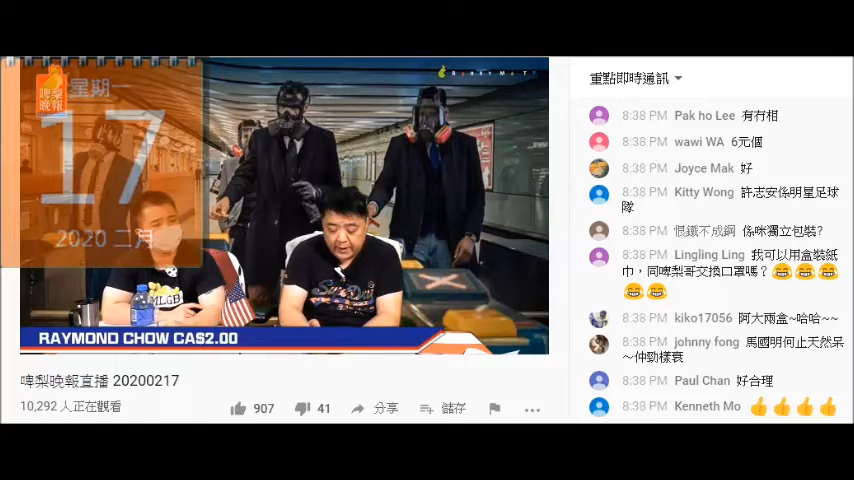 星期一
啤梨
晚報
17
2020 二月
MLGB
RAYMOND CHOW CA$2.00
啤梨晚報直播 20200217
10,292 人正在觀看
907
41
分享
儲存
重點即時通訊
8:38 PM Pak ho Lee 有冇相
8:38 PM wawi WA 6元個
8:38 PM Joyce Mak 好
8:38 PM Kitty Wong 許志安係明星足球
隊
8:38 PM 恨鐵不成鋼 係咪獨立包裝?
8:38 PM Lingling Ling 我可以用盒裝紙
巾，同啤梨哥交換口罩嗎？😂😂😂
😂😂
8:38 PM kiko17056 阿大兩盒~哈哈~~
8:38 PM johnny fong 馬國明何止天然呆
～仲勁樣衰
8:38 PM Paul Chan 好合理
8:38 PM Kenneth Mo 👍👍👍👍